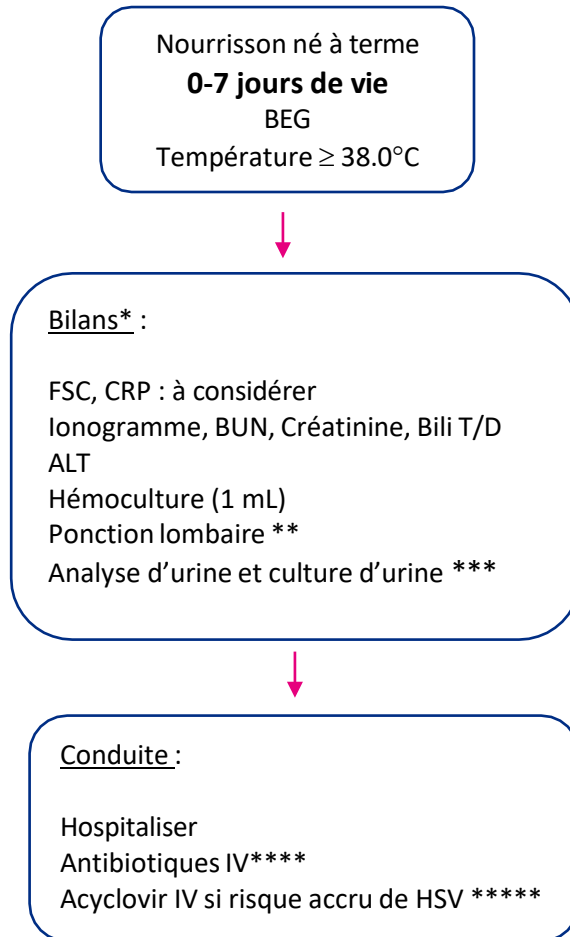 Nourrisson né à terme
0-7 jours de vie
BEG
Température ≥ 38.0°C
Bilans* :
FSC, CRP : à considérer
Ionogramme, BUN, Créatinine, Bili T/D
ALT
Hémoculture (1 mL)
Ponction lombaire **
Analyse d’urine et culture d’urine ***
Conduite :
Hospitaliser
Antibiotiques IV****
Acyclovir IV si risque accru de HSV *****